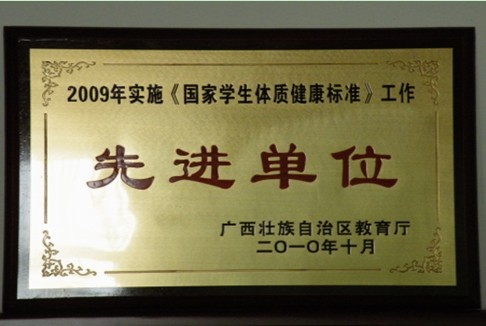 2009年实施《国家学生体质健康标准》工作
先进单位
广西壮族自治区教育厅
二〇一〇年十月